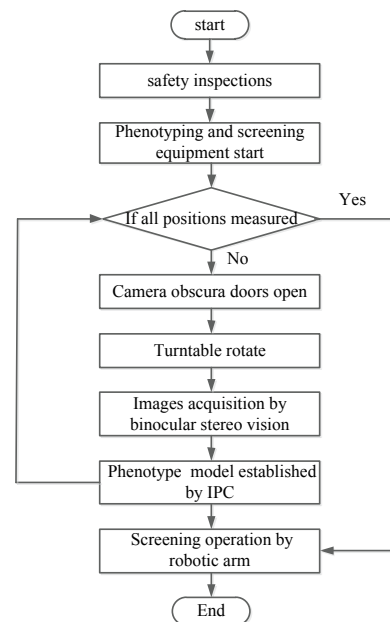 start
safety inspections
Phenotyping and screening
equipment start
If all positions measured
Yes
No
Camera obscura doors open
Turntable rotate
Images acquisition by
binocular stereo vision
Phenotype model established
by IPC
Screening operation by
robotic arm
End